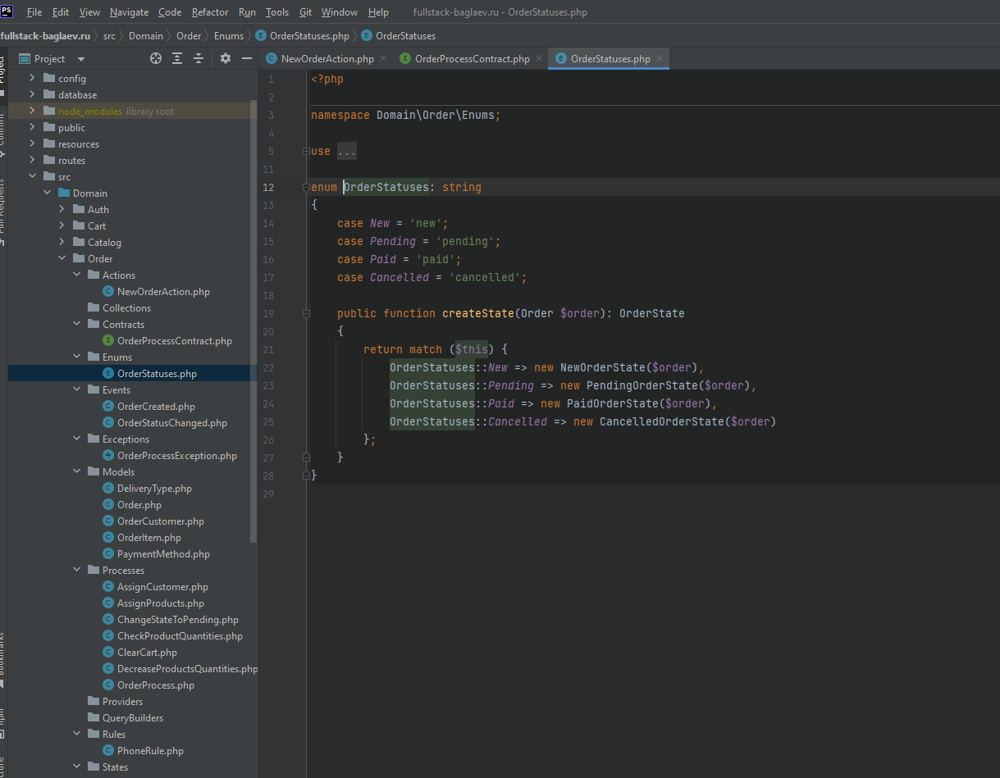 PS File Edit View Navigate Code Refactor Run Tools Git Window Help fullstack-baglaev.ru - OrderStatuses.php
fullstack-baglaev.ru src Domain Order Enums OrderStatuses.php OrderStatuses
Project
NewOrderAction.php OrderProcessContract.php OrderStatuses.php
config
database
node_modules library root
public
resources
routes
src
Domain
Auth
Cart
Catalog
Order
Actions
NewOrderAction.php
Collections
Contracts
OrderProcessContract.php
Enums
OrderStatuses.php
Events
OrderCreated.php
OrderStatusChanged.php
Exceptions
OrderProcessException.php
Models
DeliveryType.php
Order.php
OrderCustomer.php
OrderItem.php
PaymentMethod.php
Processes
AssignCustomer.php
AssignProducts.php
ChangeStateToPending.php
CheckProductQuantities.php
ClearCart.php
DecreaseProductsQuantities.php
OrderProcess.php
Providers
QueryBuilders
Rules
PhoneRule.php
States
1 <?php
2
3 namespace Domain\Order\Enums;
4
5 use ...
11
12 enum OrderStatuses: string
13 {
14 case New = 'new';
15 case Pending = 'pending';
16 case Paid = 'paid';
17 case Cancelled = 'cancelled';
18
19 public function createState(Order $order): OrderState
20 {
21 return match ($this) {
22 OrderStatuses::New => new NewOrderState($order),
23 OrderStatuses::Pending => new PendingOrderState($order),
24 OrderStatuses::Paid => new PaidOrderState($order),
25 OrderStatuses::Cancelled => new CancelledOrderState($order)
26 };
27 }
28 }
29